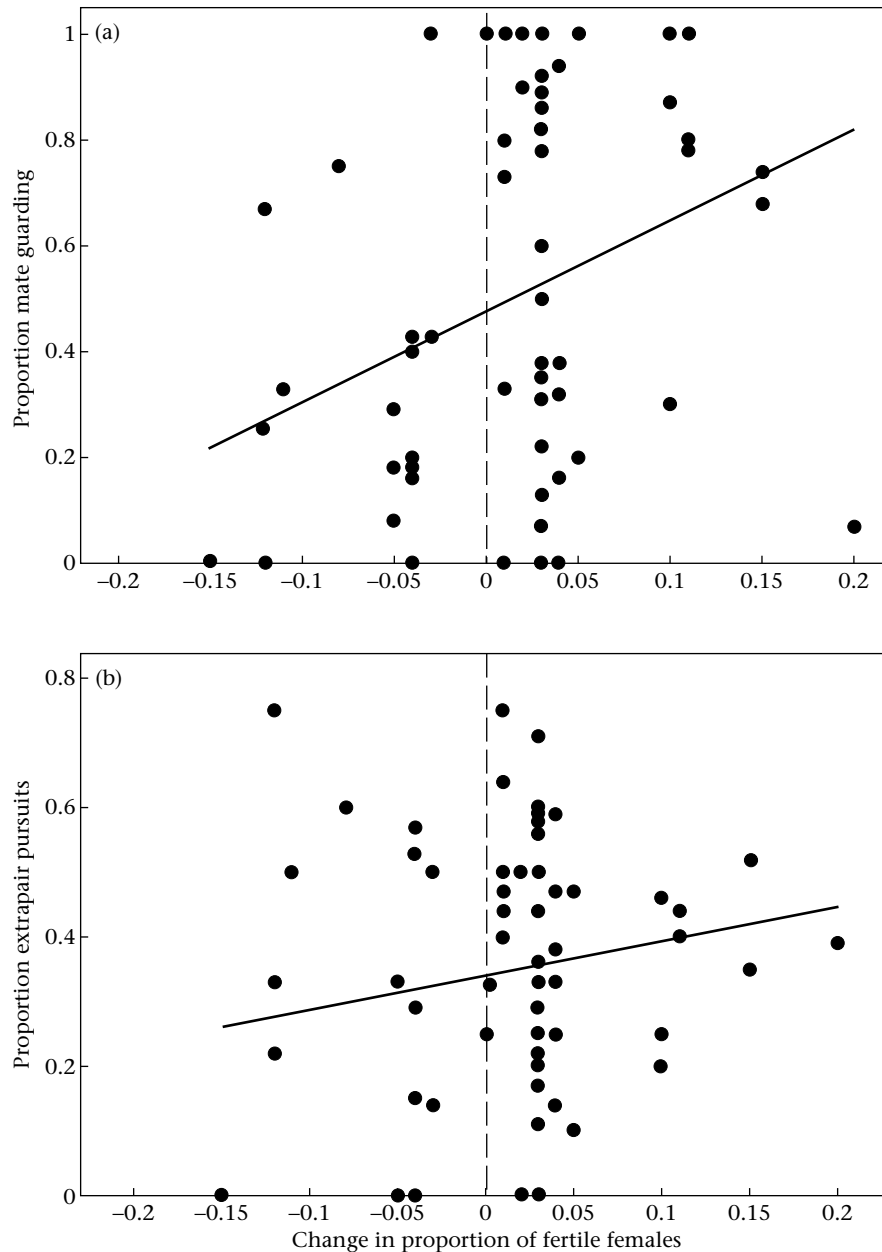 (a)
1
0.8
0.6
0.4
0.2
0
Proportion mate guarding
−0.2 −0.15 −0.1 −0.05 0 0.05 0.1 0.15 0.2
(b)
0.8
0.6
0.4
0.2
0
Proportion extrapair pursuits
−0.2 −0.15 −0.1 −0.05 0 0.05 0.1 0.15 0.2
Change in proportion of fertile females